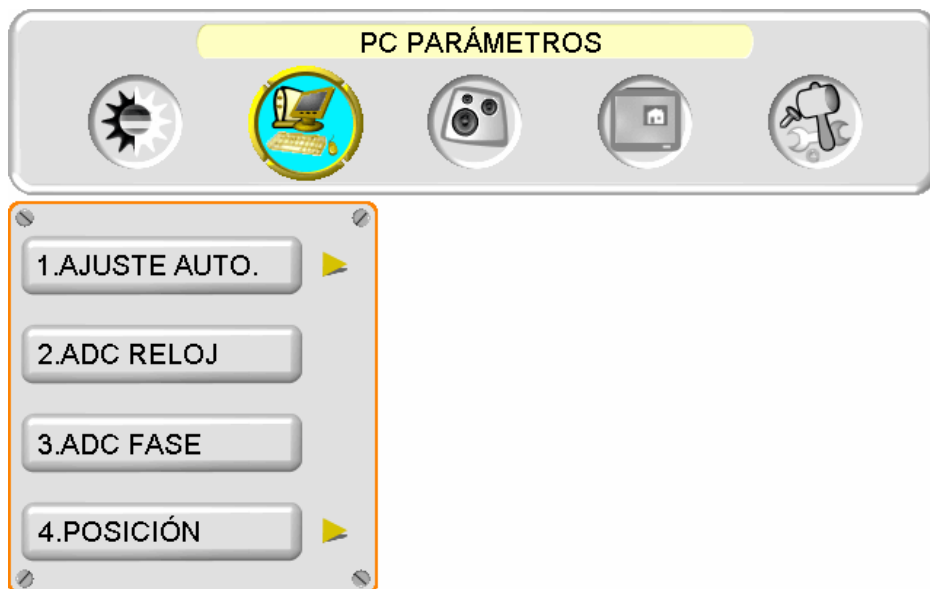 PC PARÁMETROS
1.AJUSTE AUTO.
2.ADC RELOJ
3.ADC FASE
4.POSICIÓN